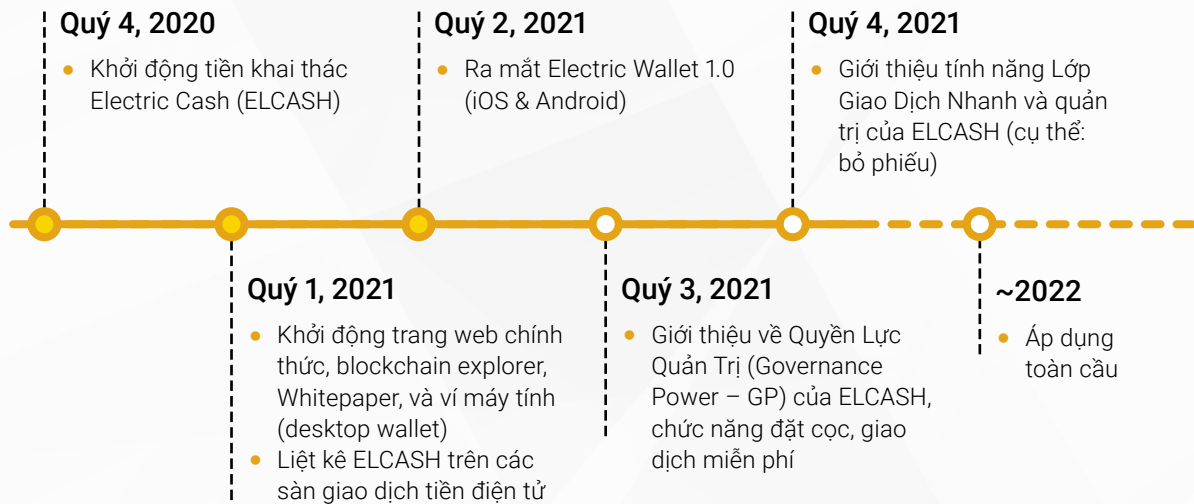 Quý 4, 2020
Khởi động tiền khai thác
Electric Cash (ELCASH)
Quý 2, 2021
Ra mắt Electric Wallet 1.0
(iOS & Android)
Quý 4, 2021
Giới thiệu tính năng Lớp
Giao Dịch Nhanh và quản
trị của ELCASH (cụ thể:
bỏ phiếu)
Quý 1, 2021
Khởi động trang web chính
thức, blockchain explorer,
Whitepaper, và ví máy tính
(desktop wallet)
Liệt kê ELCASH trên các
sàn giao dịch tiền điện tử
Quý 3, 2021
Giới thiệu về Quyền Lực
Quản Trị (Governance
Power – GP) của ELCASH,
chức năng đặt cọc, giao
dịch miễn phí
~2022
Áp dụng
toàn cầu